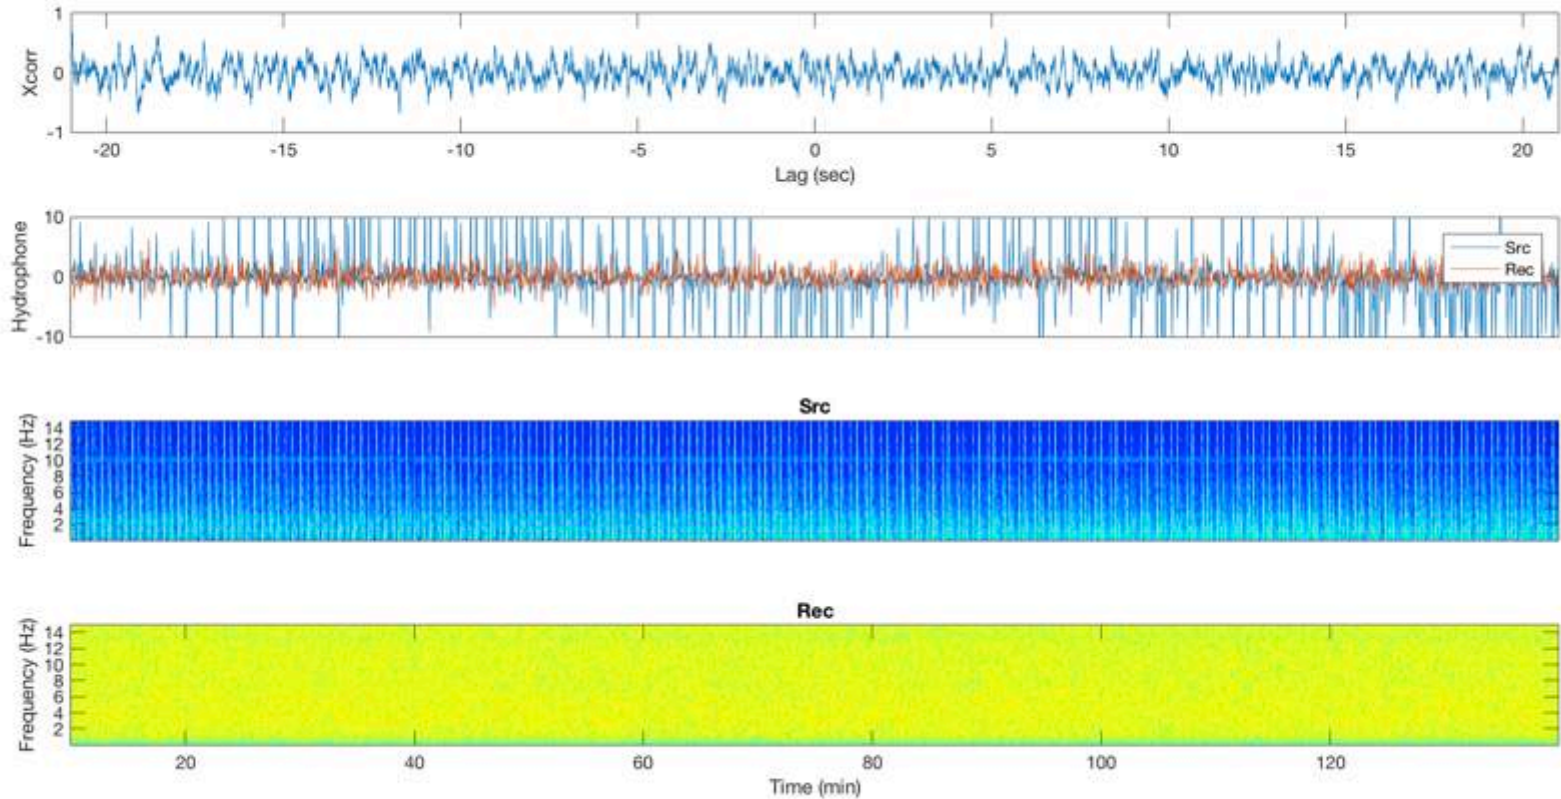 1
0
-1
Xcorr
-20 -15 -10 -5 0 5 10 15 20
Lag (sec)
10
0
-10
Hydrophone
Src
Rec
Src
14
12
10
8
6
4
2
Frequency (Hz)
Rec
14
12
10
8
6
4
2
Frequency (Hz)
20 40 60 80 100 120
Time (min)